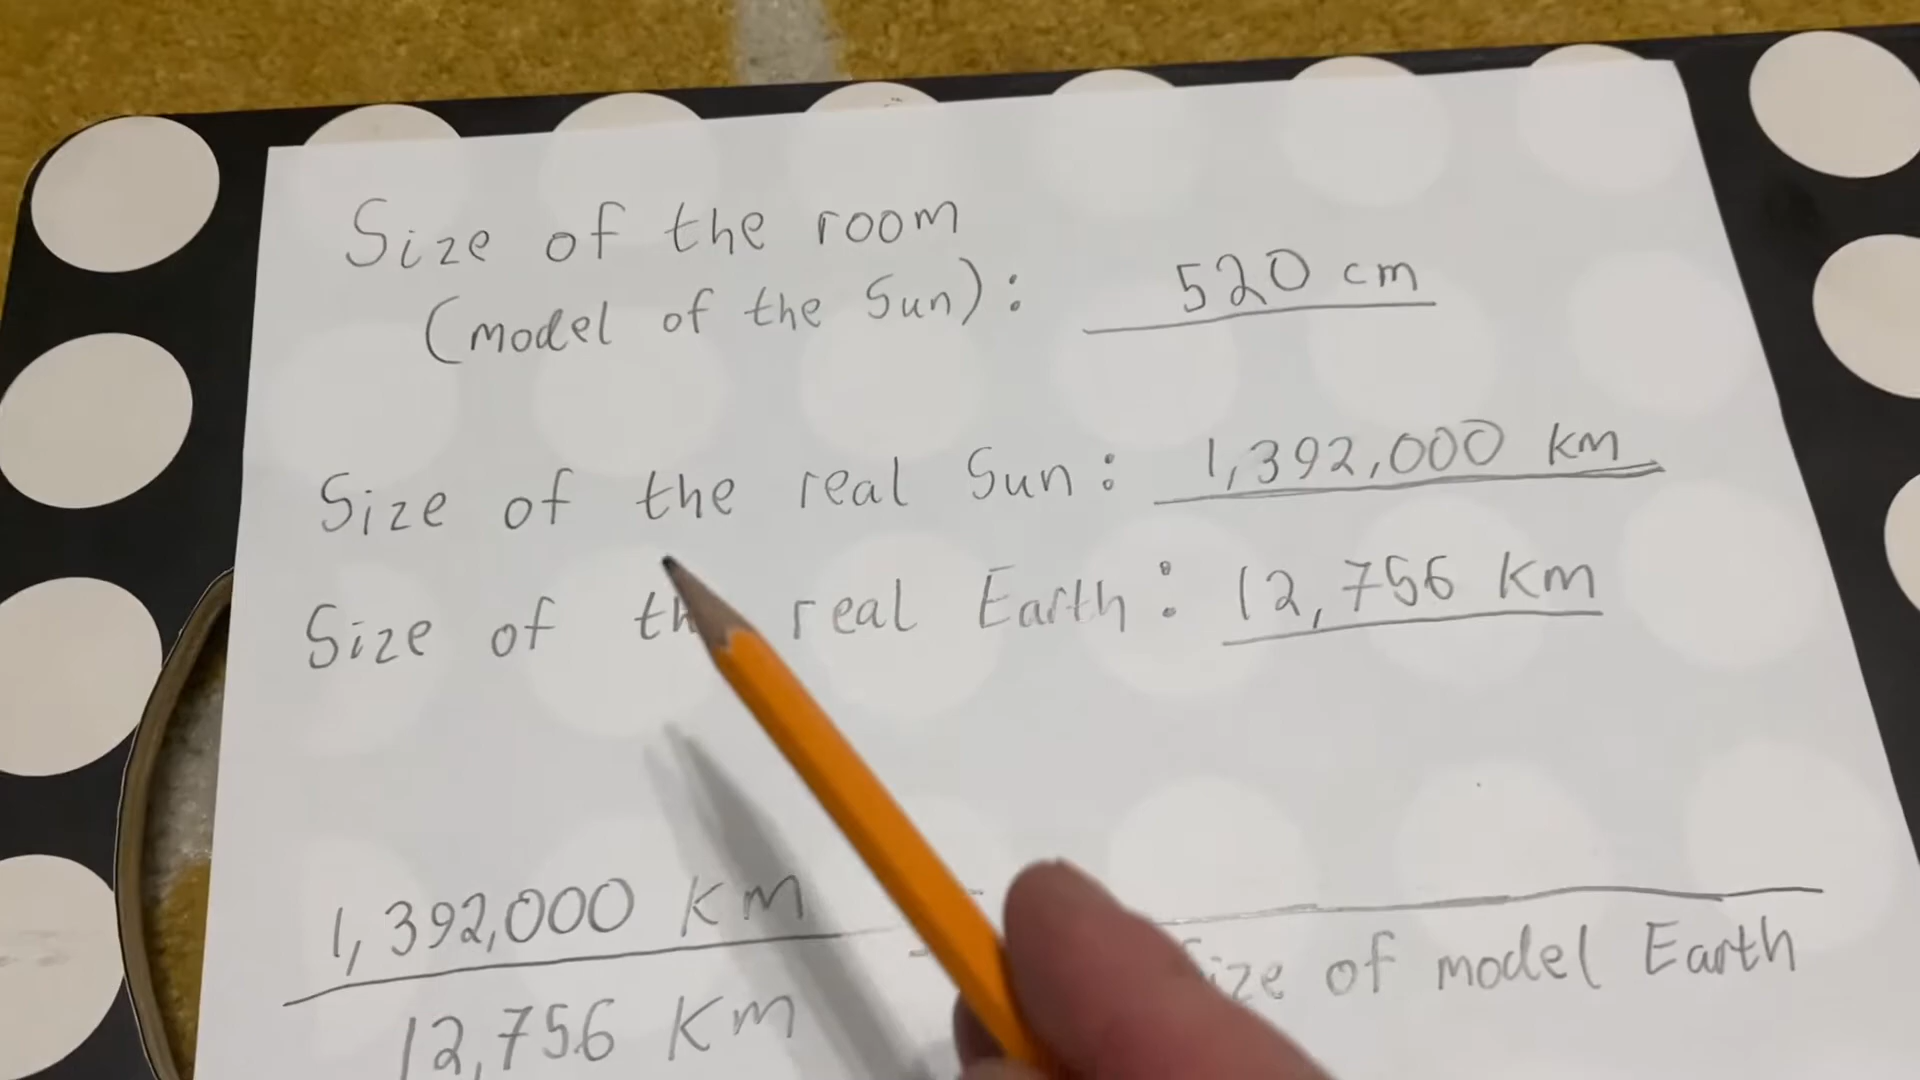 Size of the room
(model of the Sun): 520 cm
Size of the real Sun: 1,392,000 km
Size of real Earth: 12,756 km
1,392,000 km =
12,756 km of model Earth